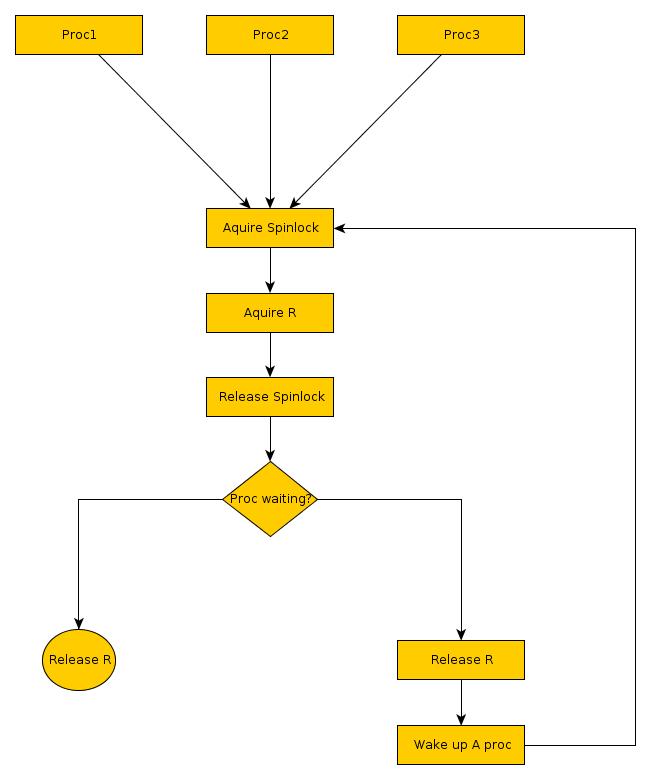 Proc1
Proc2
Proc3
Aquire Spinlock
Aquire R
Release Spinlock
Proc waiting?
Release R
Release R
Wake up A proc